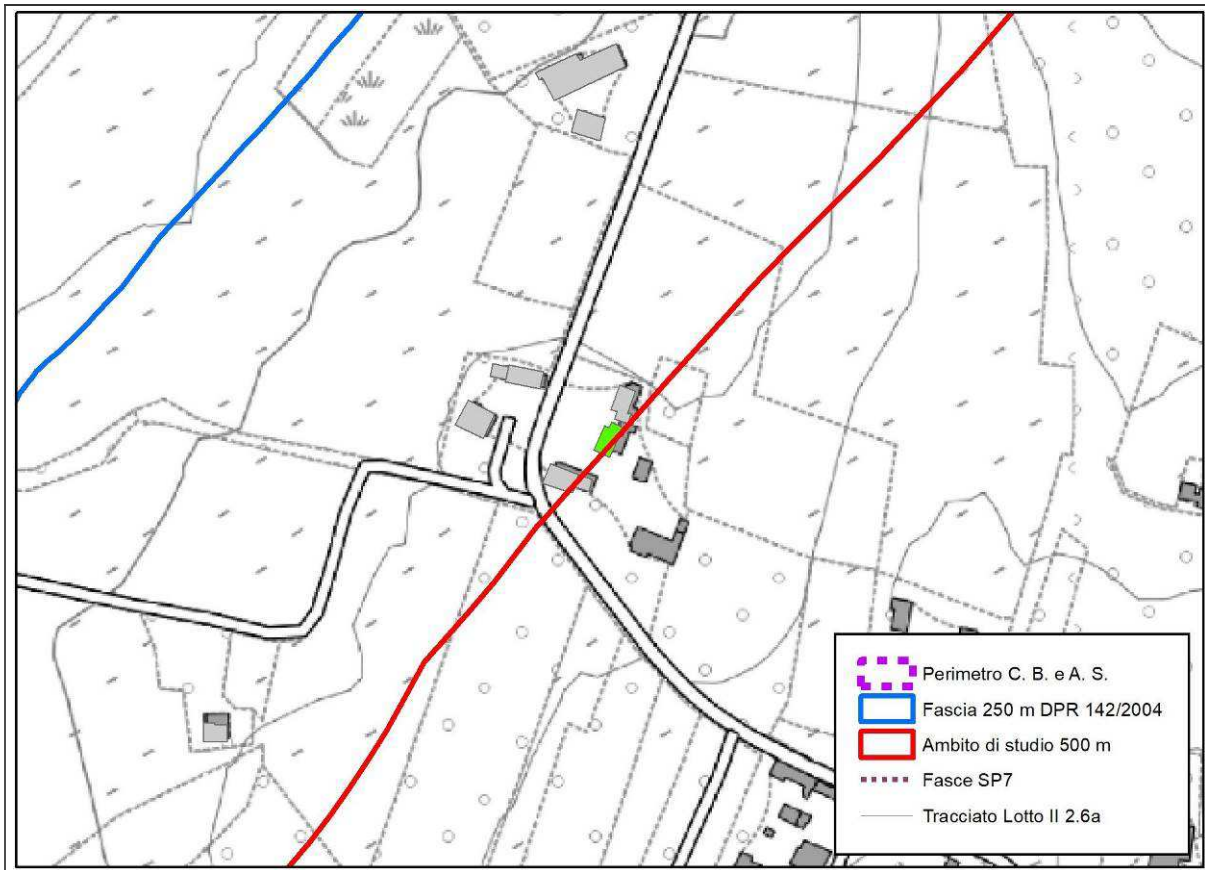 Perimetro C. B. e A. S.
Fascia 250 m DPR 142/2004
Ambito di studio 500 m
Fasce SP7
Tracciato Lotto II 2.6a